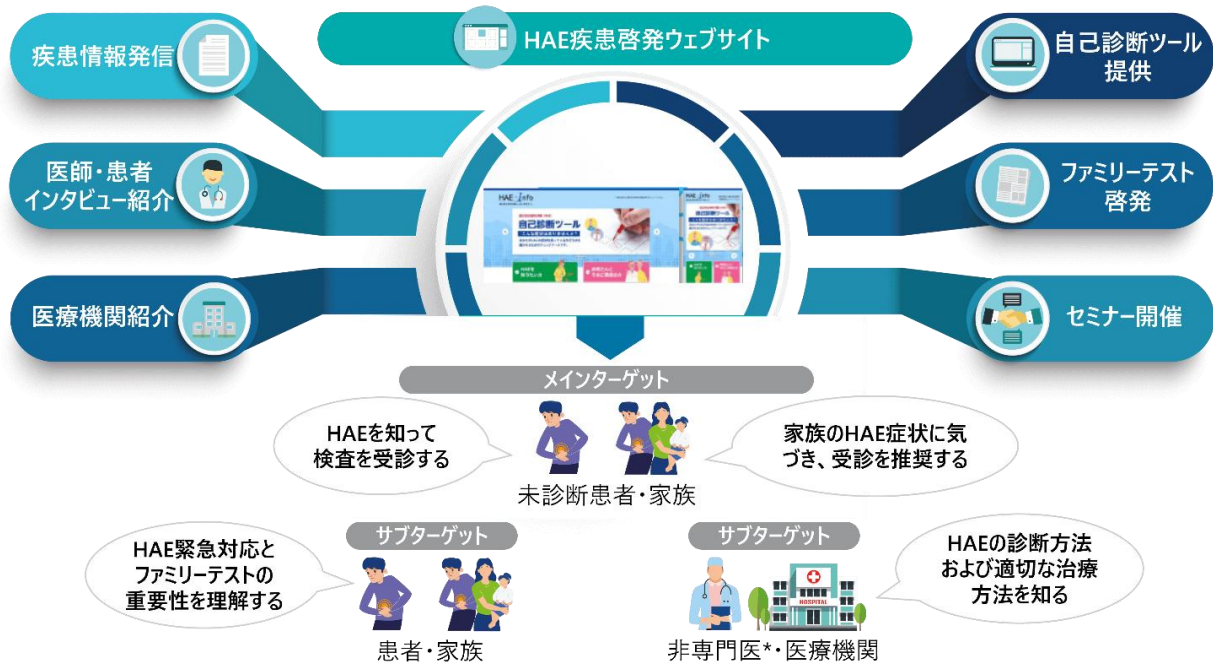 HAE疾患啓発ウェブサイト
疾患情報発信
医師・患者
インタビュー紹介
医療機関紹介
自己診断ツール
提供
ファミリーテスト
啓発
セミナー開催
HAE-info
自己診断ツール
自己診断ツール
メインターゲット
HAEを知って
検査を受診する
家族のHAE症状に気
づき、受診を推奨する
未診断患者・家族
サブターゲット
HAE緊急対応と
ファミリーテストの
重要性を理解する
患者・家族
サブターゲット
HOSPITAL
HAEの診断方法
および適切な治療
方法を知る
非専門医*・医療機関